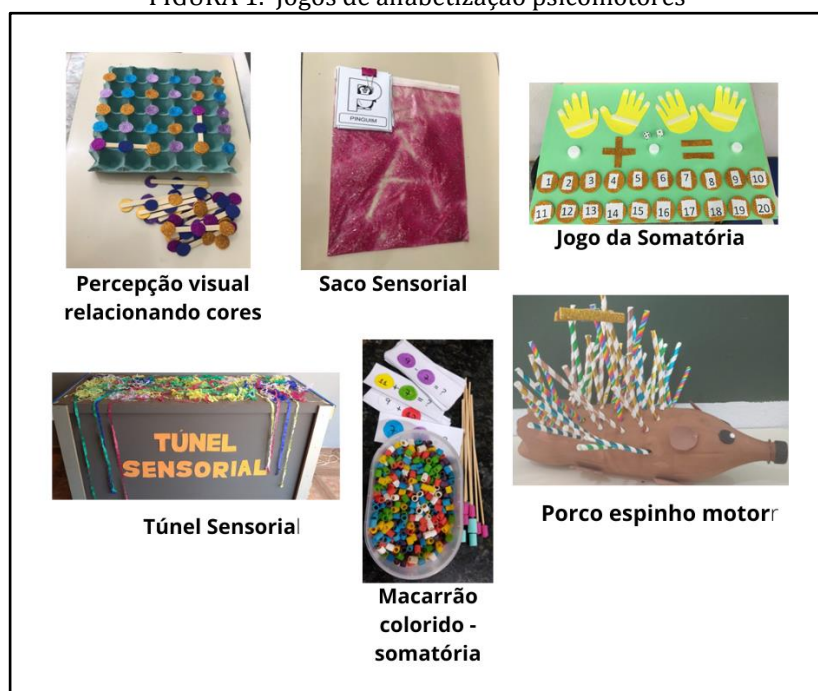 FIGURA 1. Jogos de alfabetização psicomotores
P
PINGUIM
A
+ =
1 2 3 4 5 6 7 8 9 10
11 12 13 14 15 16 17 18 19 20
Percepção visual
relacionando cores
Saco Sensorial
Jogo da Somatória
TÚNEL
SENSORIAL
Túnel Sensorial
Macarrão
colorido -
somatória
Porco espinho motor